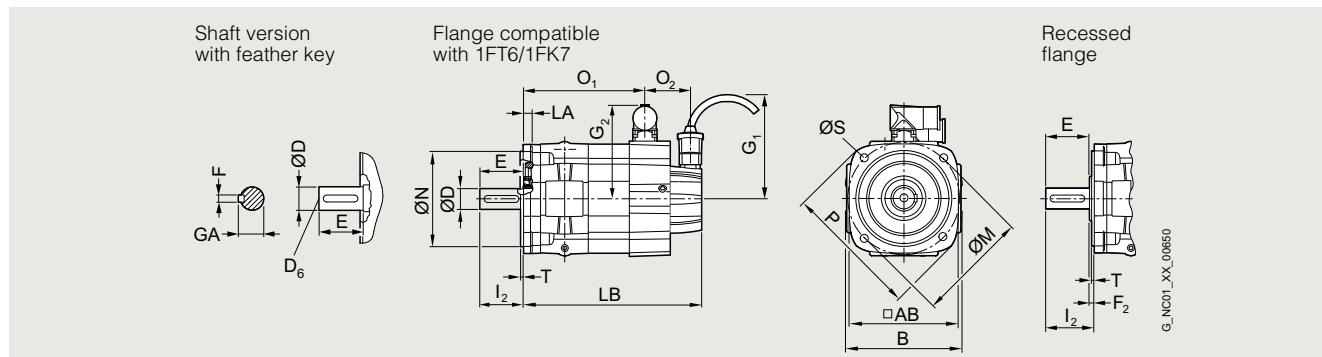 Shaft version
with feather key
Flange compatible
with 1FT6/1FK7
Recessed
flange
F
ØD
GA
E
D₆
O₁
O₂
LA
G₂
G₁
E
ØN
ØD
T
I₂
LB
ØS
P
ØM
□AB
B
E
T
F₂
I₂
G_NC01_XX_00650